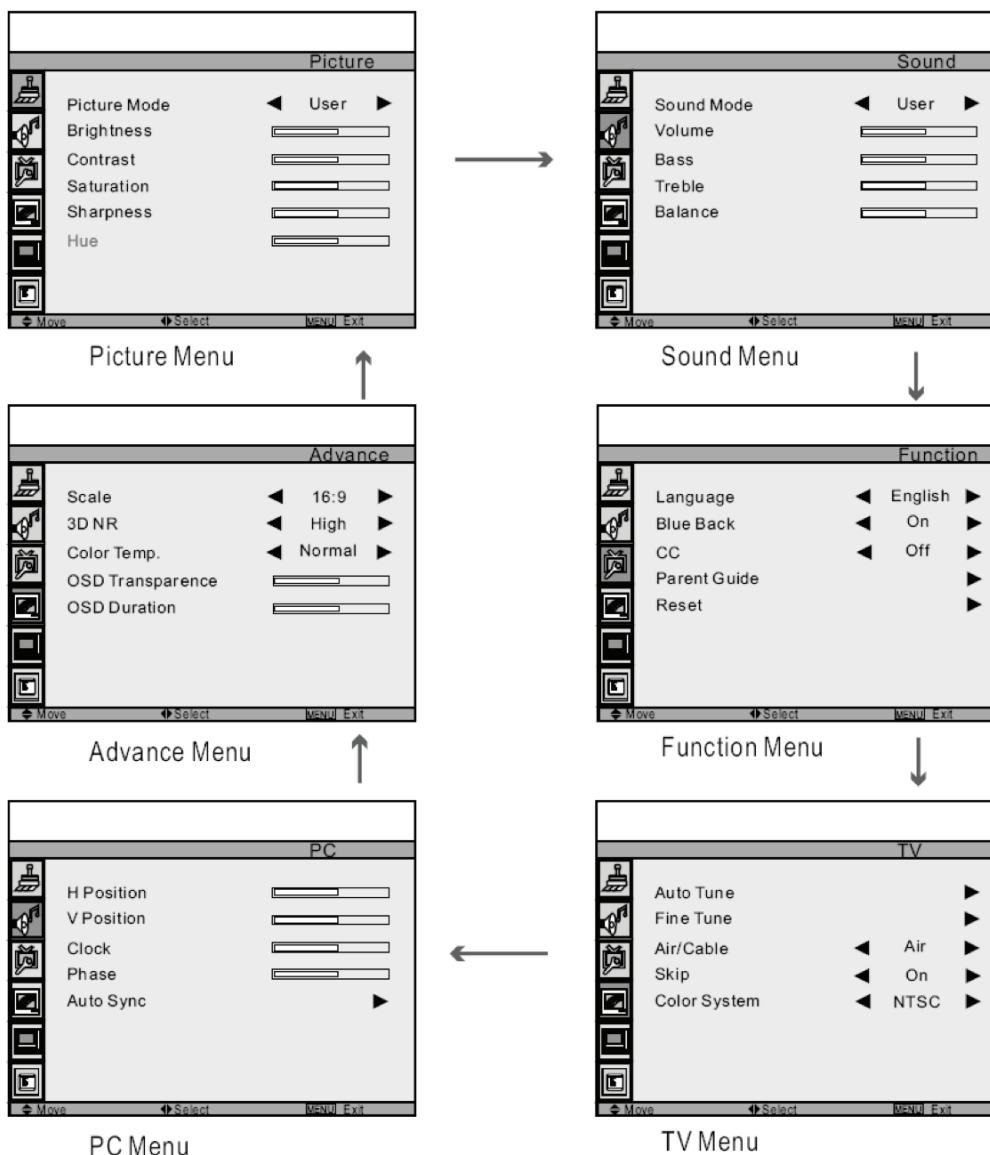 Picture
Picture Mode User
Brightness
Contrast
Saturation
Sharpness
Hue
Move Select MENU Exit
Picture Menu
Sound
Sound Mode User
Volume
Bass
Treble
Balance
Move Select MENU Exit
Sound Menu
Advance
Scale 16:9
3D NR High
Color Temp. Normal
OSD Transparence
OSD Duration
Move Select MENU Exit
Advance Menu
Function
Language English
Blue Back On
CC Off
Parent Guide
Reset
Move Select MENU Exit
Function Menu
PC
H Position
V Position
Clock
Phase
Auto Sync
Move Select MENU Exit
PC Menu
TV
Auto Tune
Fine Tune
Air/Cable Air
Skip On
Color System NTSC
Move Select MENU Exit
TV Menu